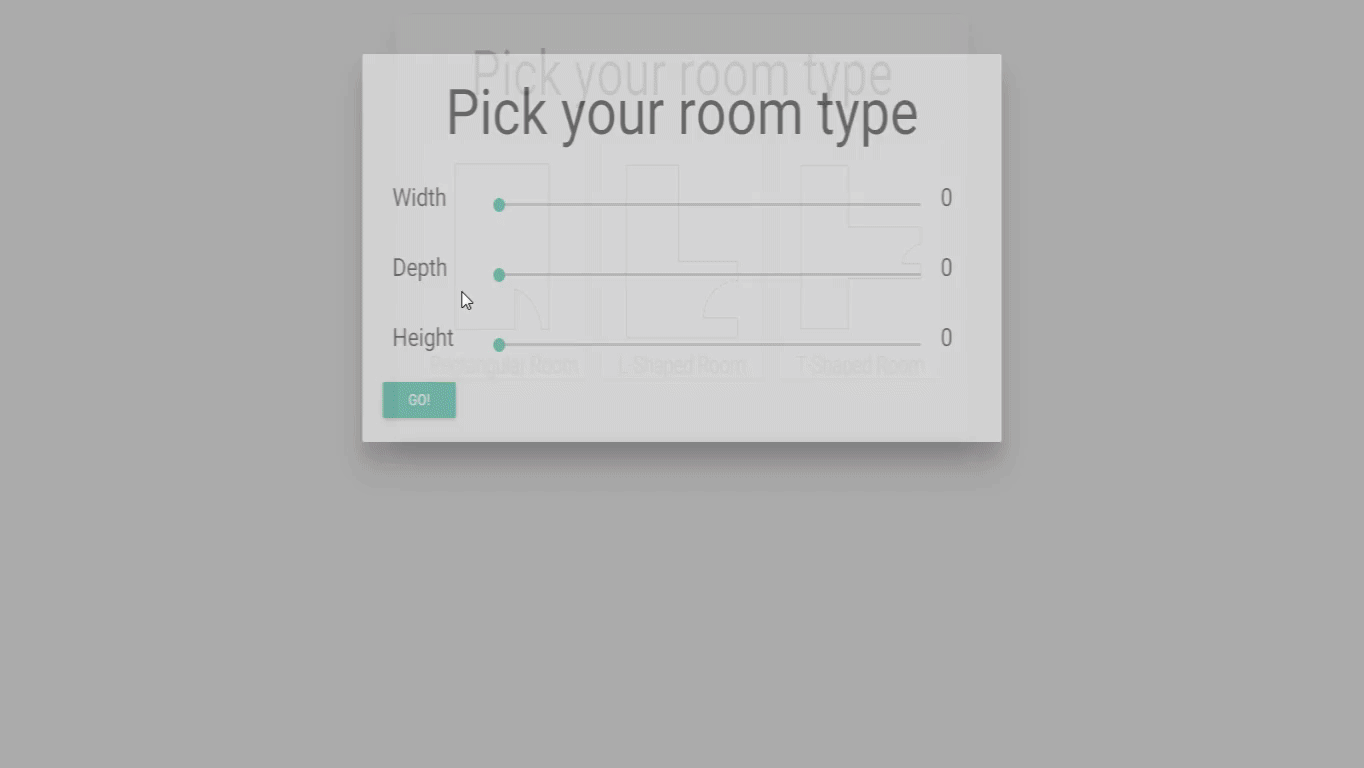 Pick your room type
Pick your room type
Width 0
Depth 0
Height 0
Rectangular Room L-Shaped Room T-Shaped Room
GO!